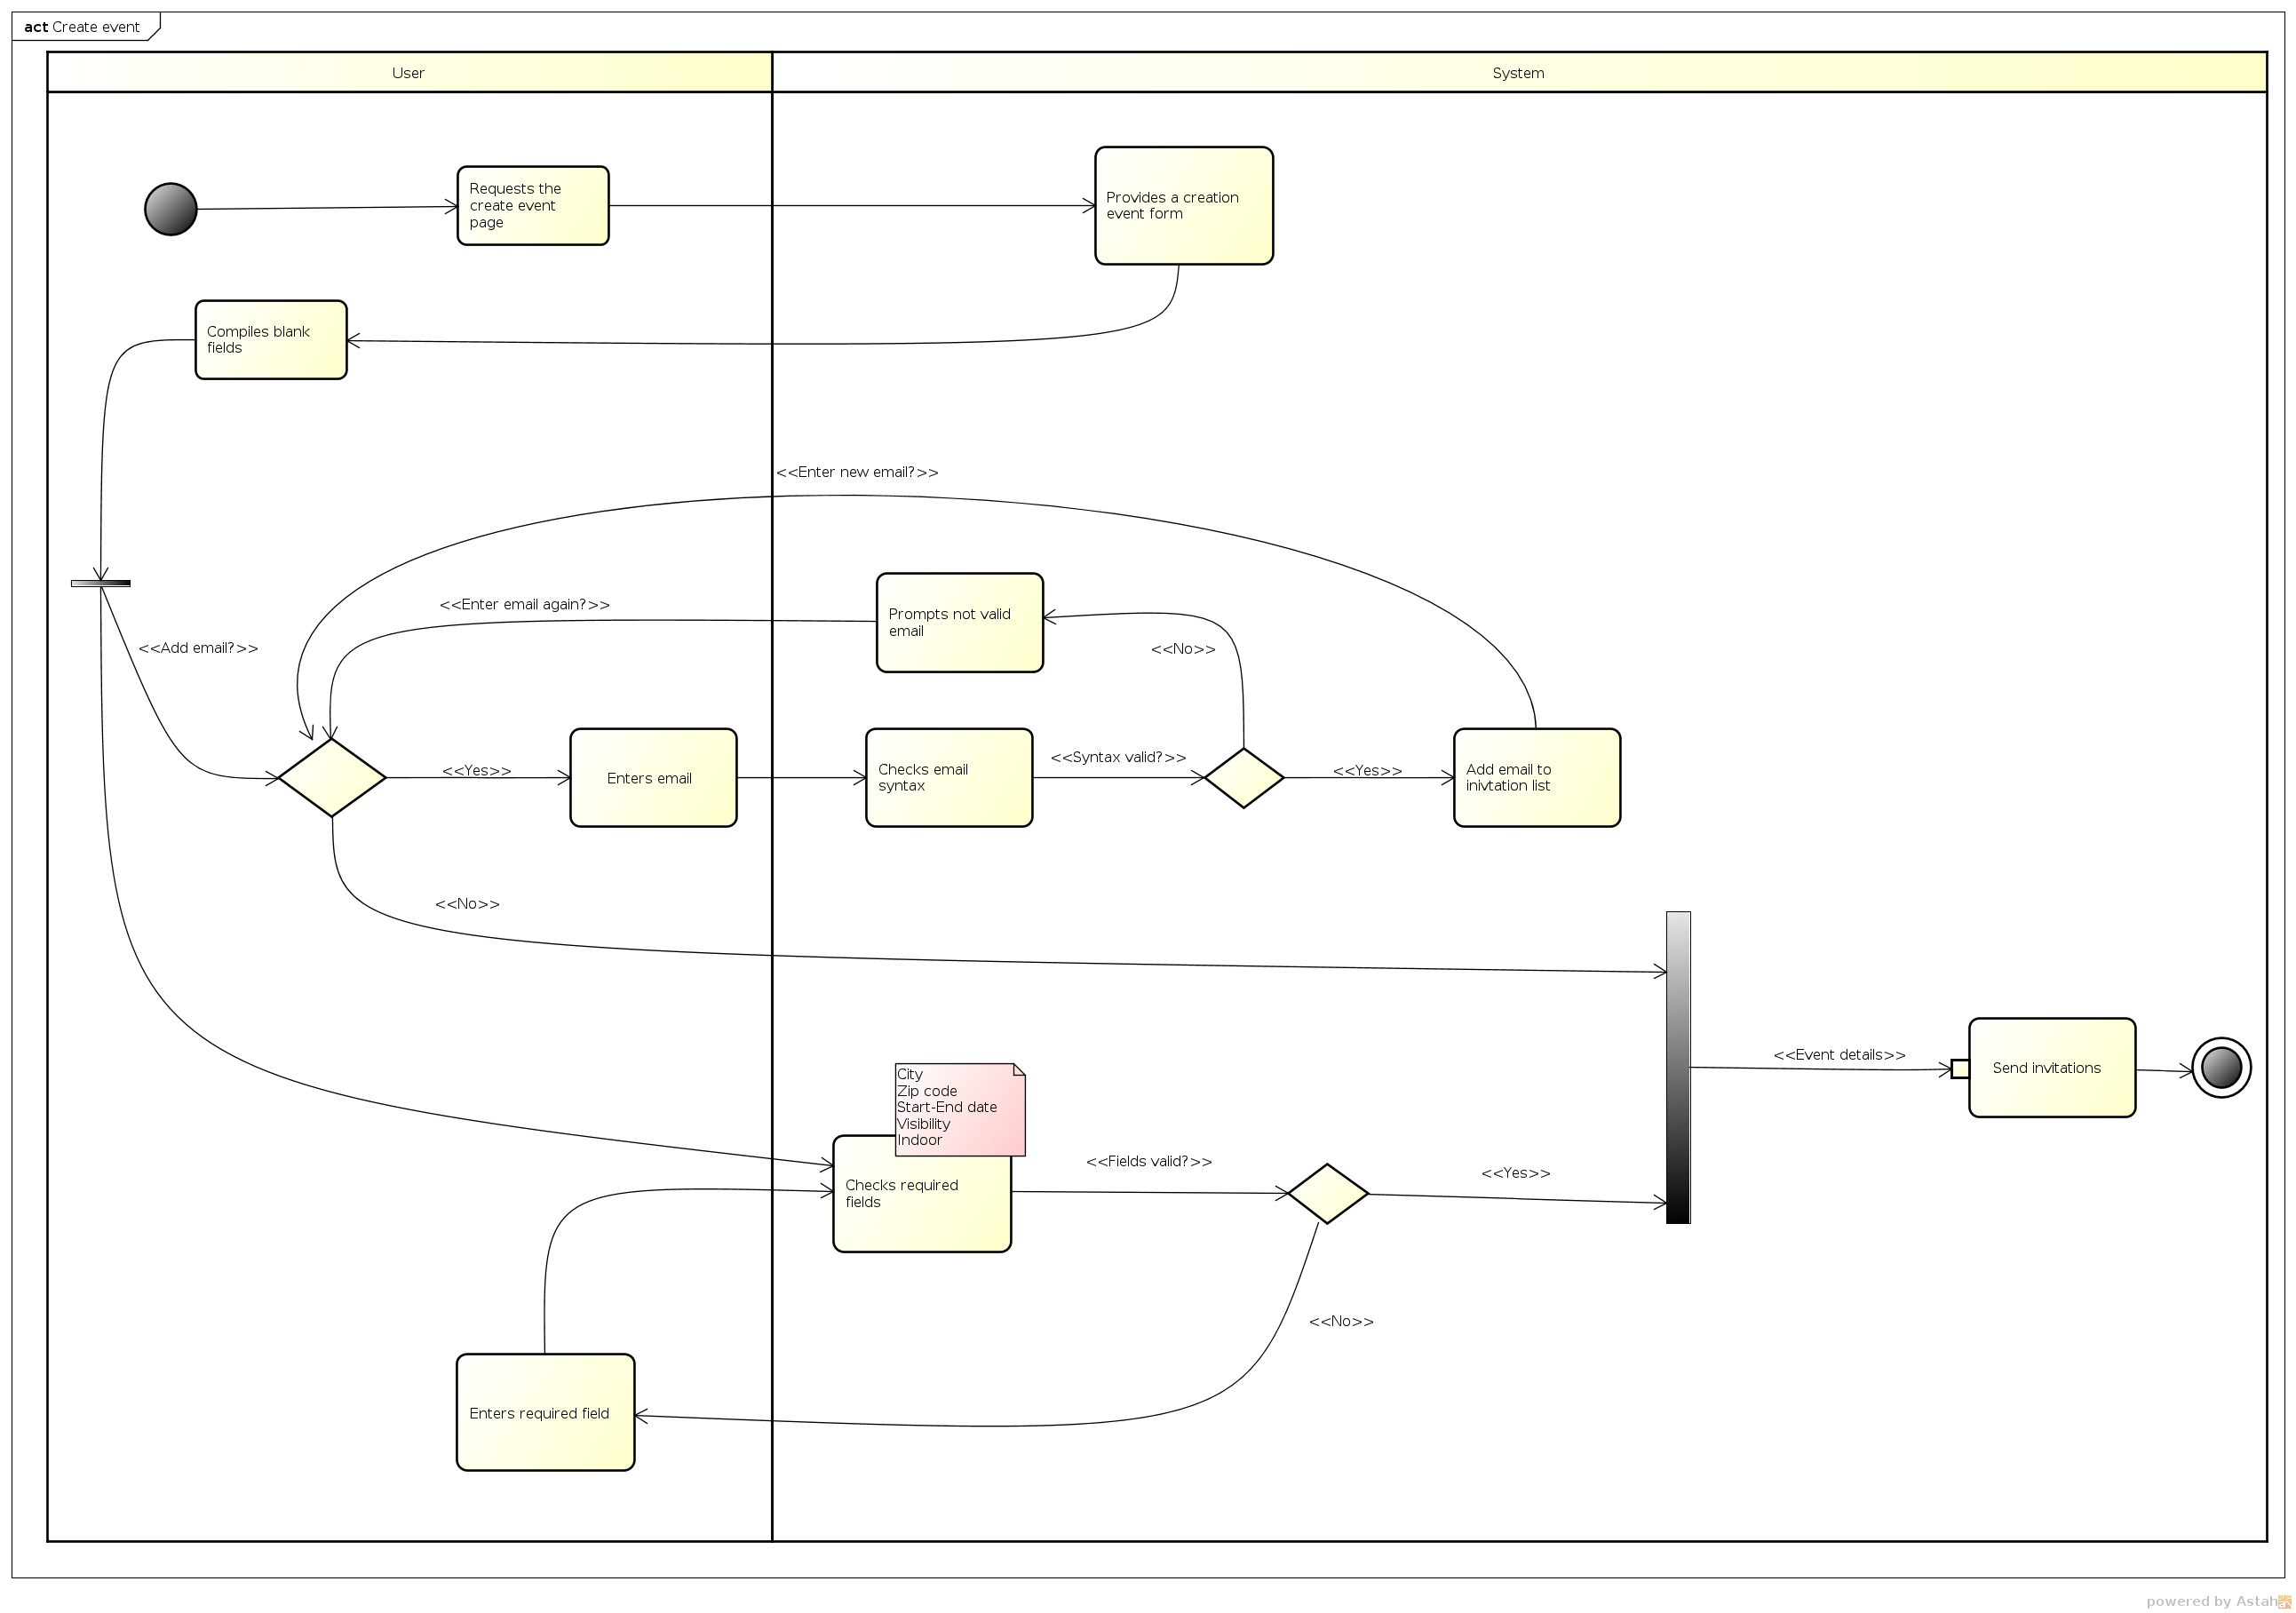 act Create event
User
System
Requests the
create event
page
Provides a creation
event form
Compiles blank
fields
<<Enter new email?>>
<<Enter email again?>>
Prompts not valid
email
<<No>>
<<Add email?>>
<<Yes>>
Enters email
Checks email
syntax
<<Syntax valid?>>
<<Yes>>
Add email to
inivtation list
<<No>>
<<Event details>>
Send invitations
City
Zip code
Start-End date
Visibility
Indoor
Checks required
fields
<<Fields valid?>>
<<Yes>>
<<No>>
Enters required field
powered by Astah